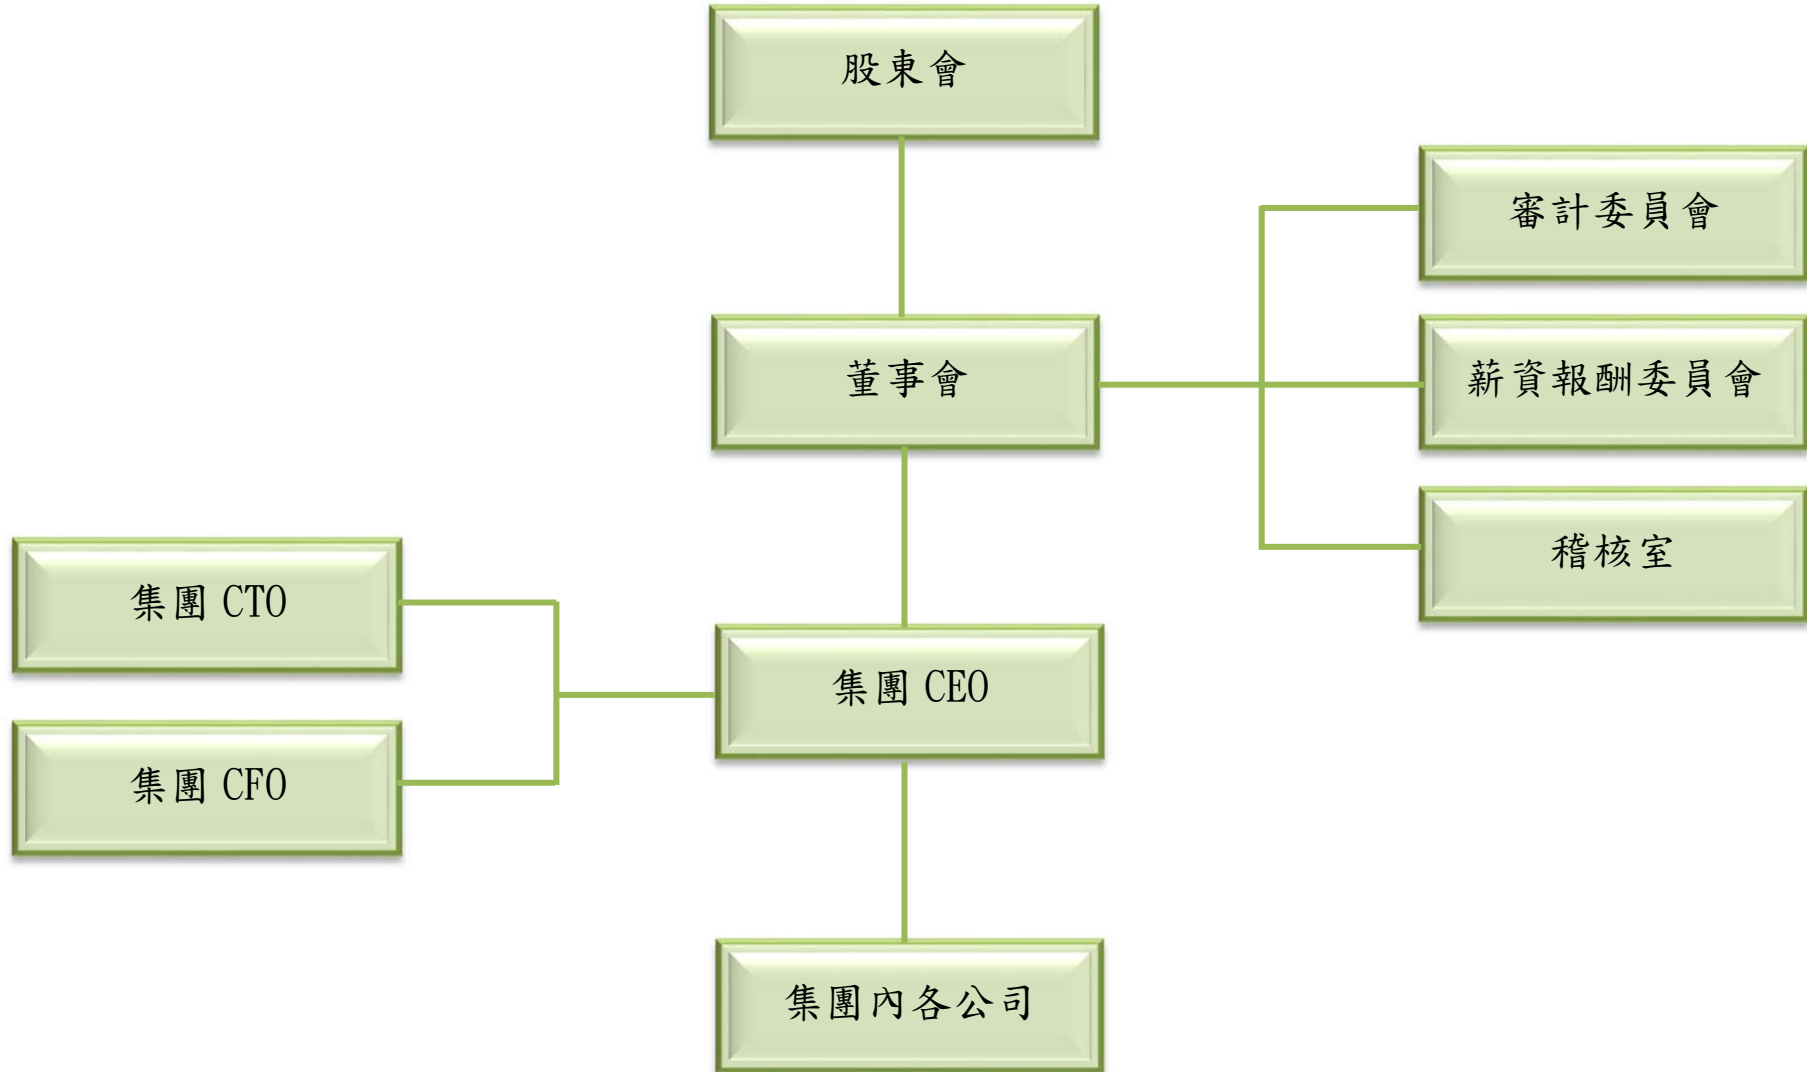 股東會
審計委員會
董事會
薪資報酬委員會
稽核室
集團 CTO
集團 CEO
集團 CFO
集團內各公司